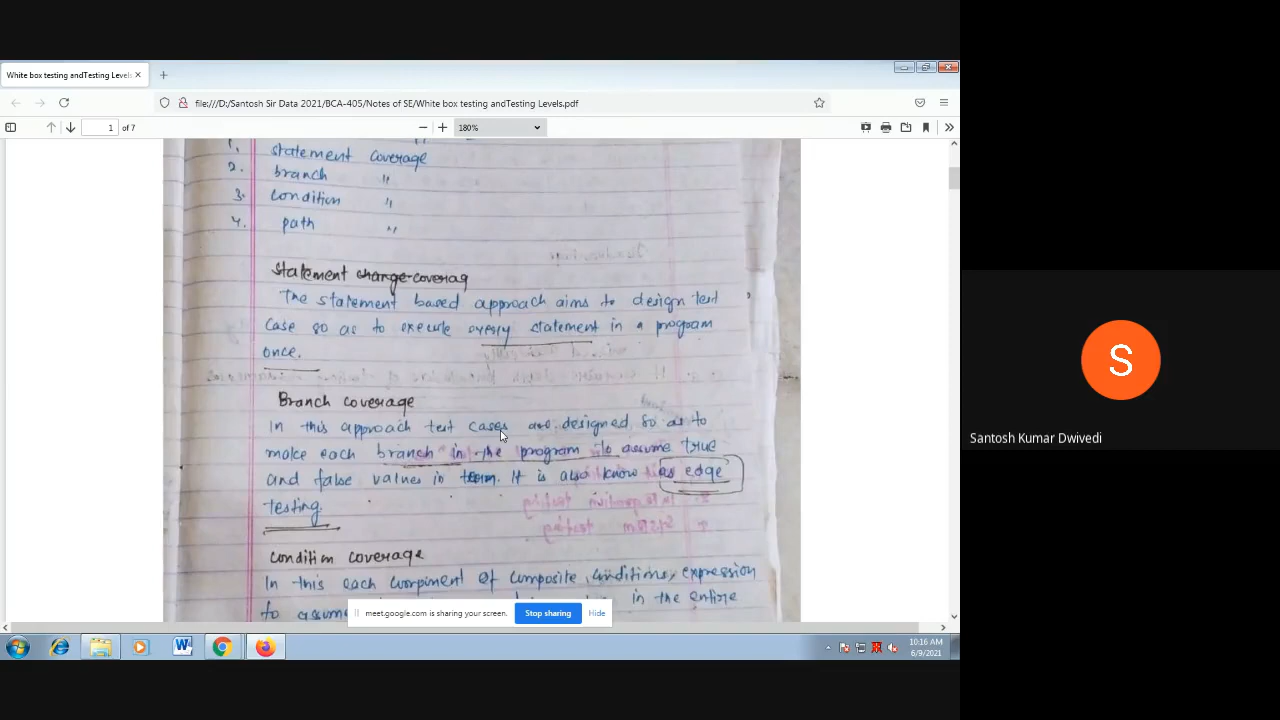 White box testing andTesting Levels
file:///D:/Santosh Sir Data 2021/BCA-405/Notes of SE/White box testing andTesting Levels.pdf
1 of 7
180%
1. statement coverage
2. branch "
3. condition "
4. path "
Statement change coverag
The statement based approach aims to design test
case so as to execute every statement in a program
once.
Branch coverage
In this approach test cases are designed so as to
make each branch in the program to assume true
and false values in term. It is also know as edge
testing.
Condition coverage
In this each compinent of composite conditions, expression
to assume in the entire
meet.google.com is sharing your screen.
Stop sharing
Hide
10:16 AM
6/9/2021
S
Santosh Kumar Dwivedi